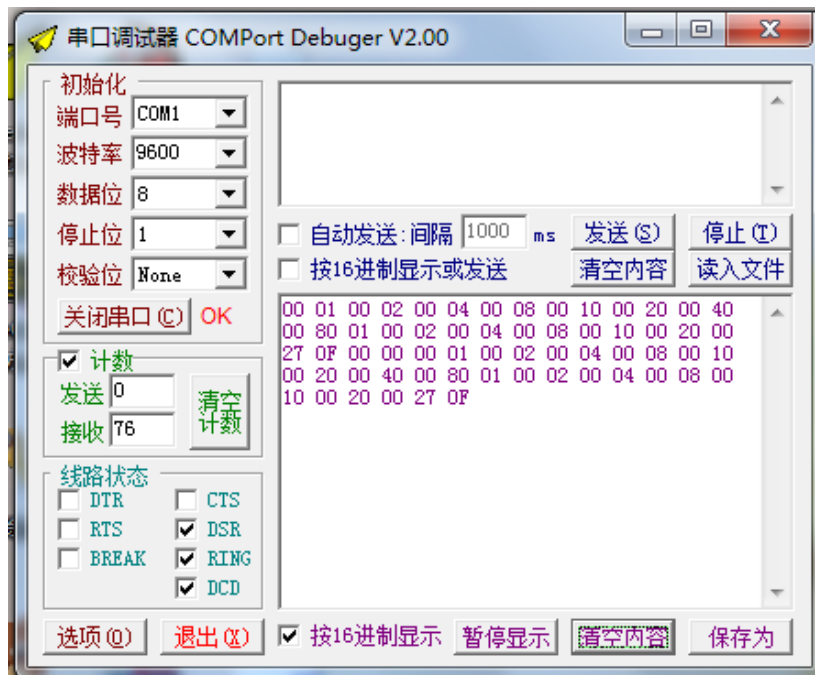 串口调试器 COMPort Debuger V2.00
初始化
端口号 COM1
波特率 9600
数据位 8
停止位 1
校验位 None
关闭串口(C) OK
自动发送:间隔 1000 ms 发送(S) 停止(T)
按16进制显示或发送 清空内容 读入文件
00 01 00 02 00 04 00 08 00 10 00 20 00 40
00 80 01 00 02 00 04 00 08 00 10 00 20 00
27 0F 00 00 00 01 00 02 00 04 00 08 00 10
00 20 00 40 00 80 01 00 02 00 04 00 08 00
10 00 20 00 27 0F
计数
发送 0
接收 76
清空
计数
线路状态
DTR CTS
RTS DSR
BREAK RING
DCD
选项(O) 退出(X) 按16进制显示 暂停显示 清空内容 保存为